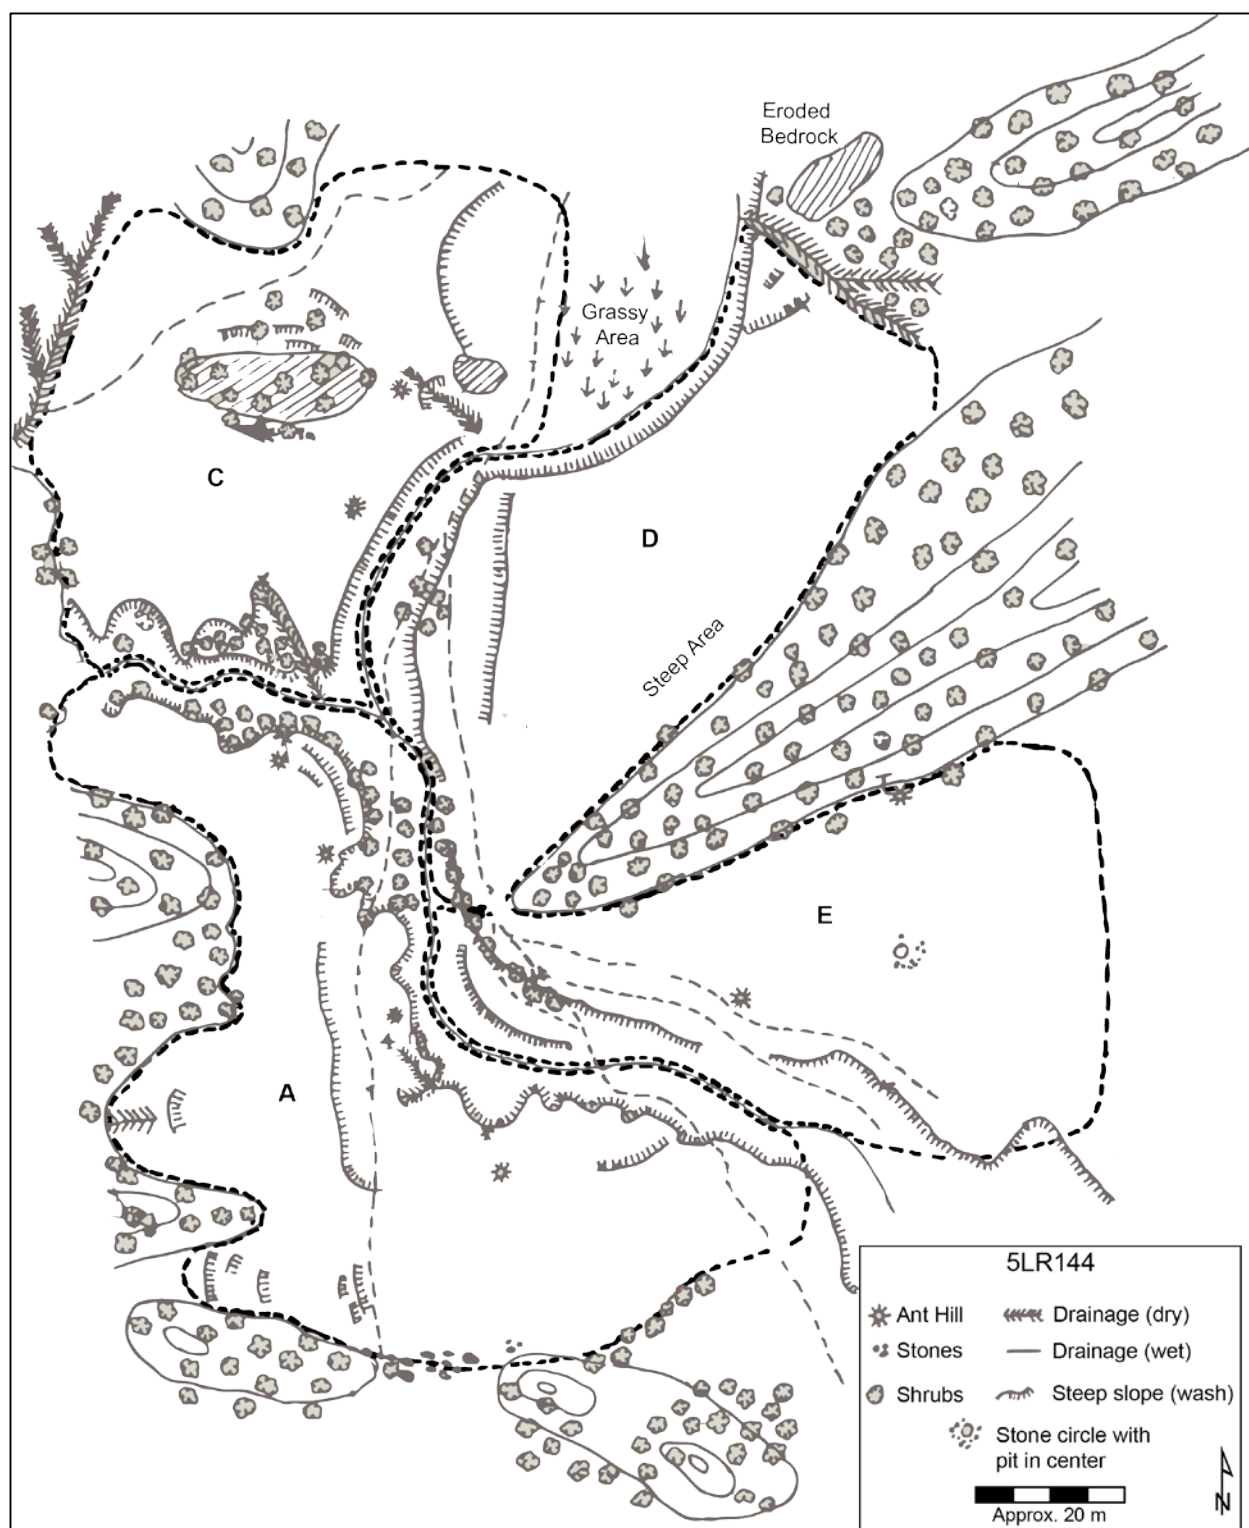 Eroded
Bedrock
Grassy
Area
C
D
Steep Area
E
A
5LR144
Ant Hill
Drainage (dry)
Stones
Drainage (wet)
Shrubs
Steep slope (wash)
Stone circle with
pit in center
Approx. 20 m
N